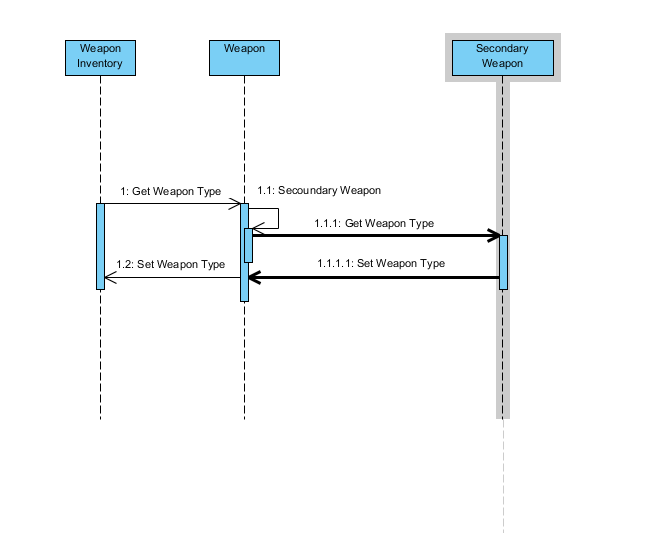 Weapon
Inventory
Weapon
Secondary
Weapon
1: Get Weapon Type
1.1: Secoundary Weapon
1.1.1: Get Weapon Type
1.2: Set Weapon Type
1.1.1.1: Set Weapon Type